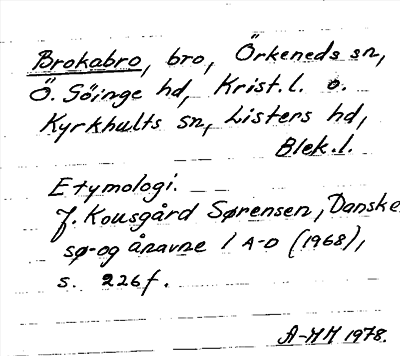 Brokabro, bro, Örkeneds sn,
Ö. Göinge hd, Krist. l. o.
Kyrkhults sn, Listers hd,
Blek. l.
Etymologi.
J. Kousgård Sørensen, Danske
sø- og ånavne 1 A-D (1968),
s. 226 f.
A-MM 1978.